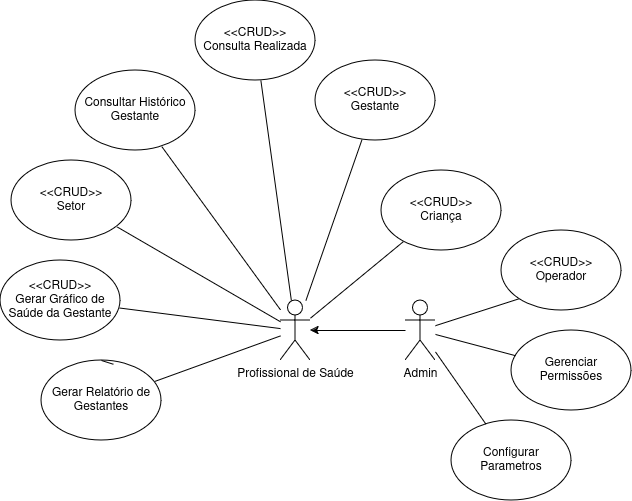 <<CRUD>>
Consulta Realizada
<<CRUD>>
Gestante
Consultar Histórico
Gestante
<<CRUD>>
Setor
<<CRUD>>
Criança
<<CRUD>>
Operador
<<CRUD>>
Gerar Gráfico de
Saúde da Gestante
Gerenciar
Permissões
Profissional de Saúde
Admin
Gerar Relatório de
Gestantes
Configurar
Parametros